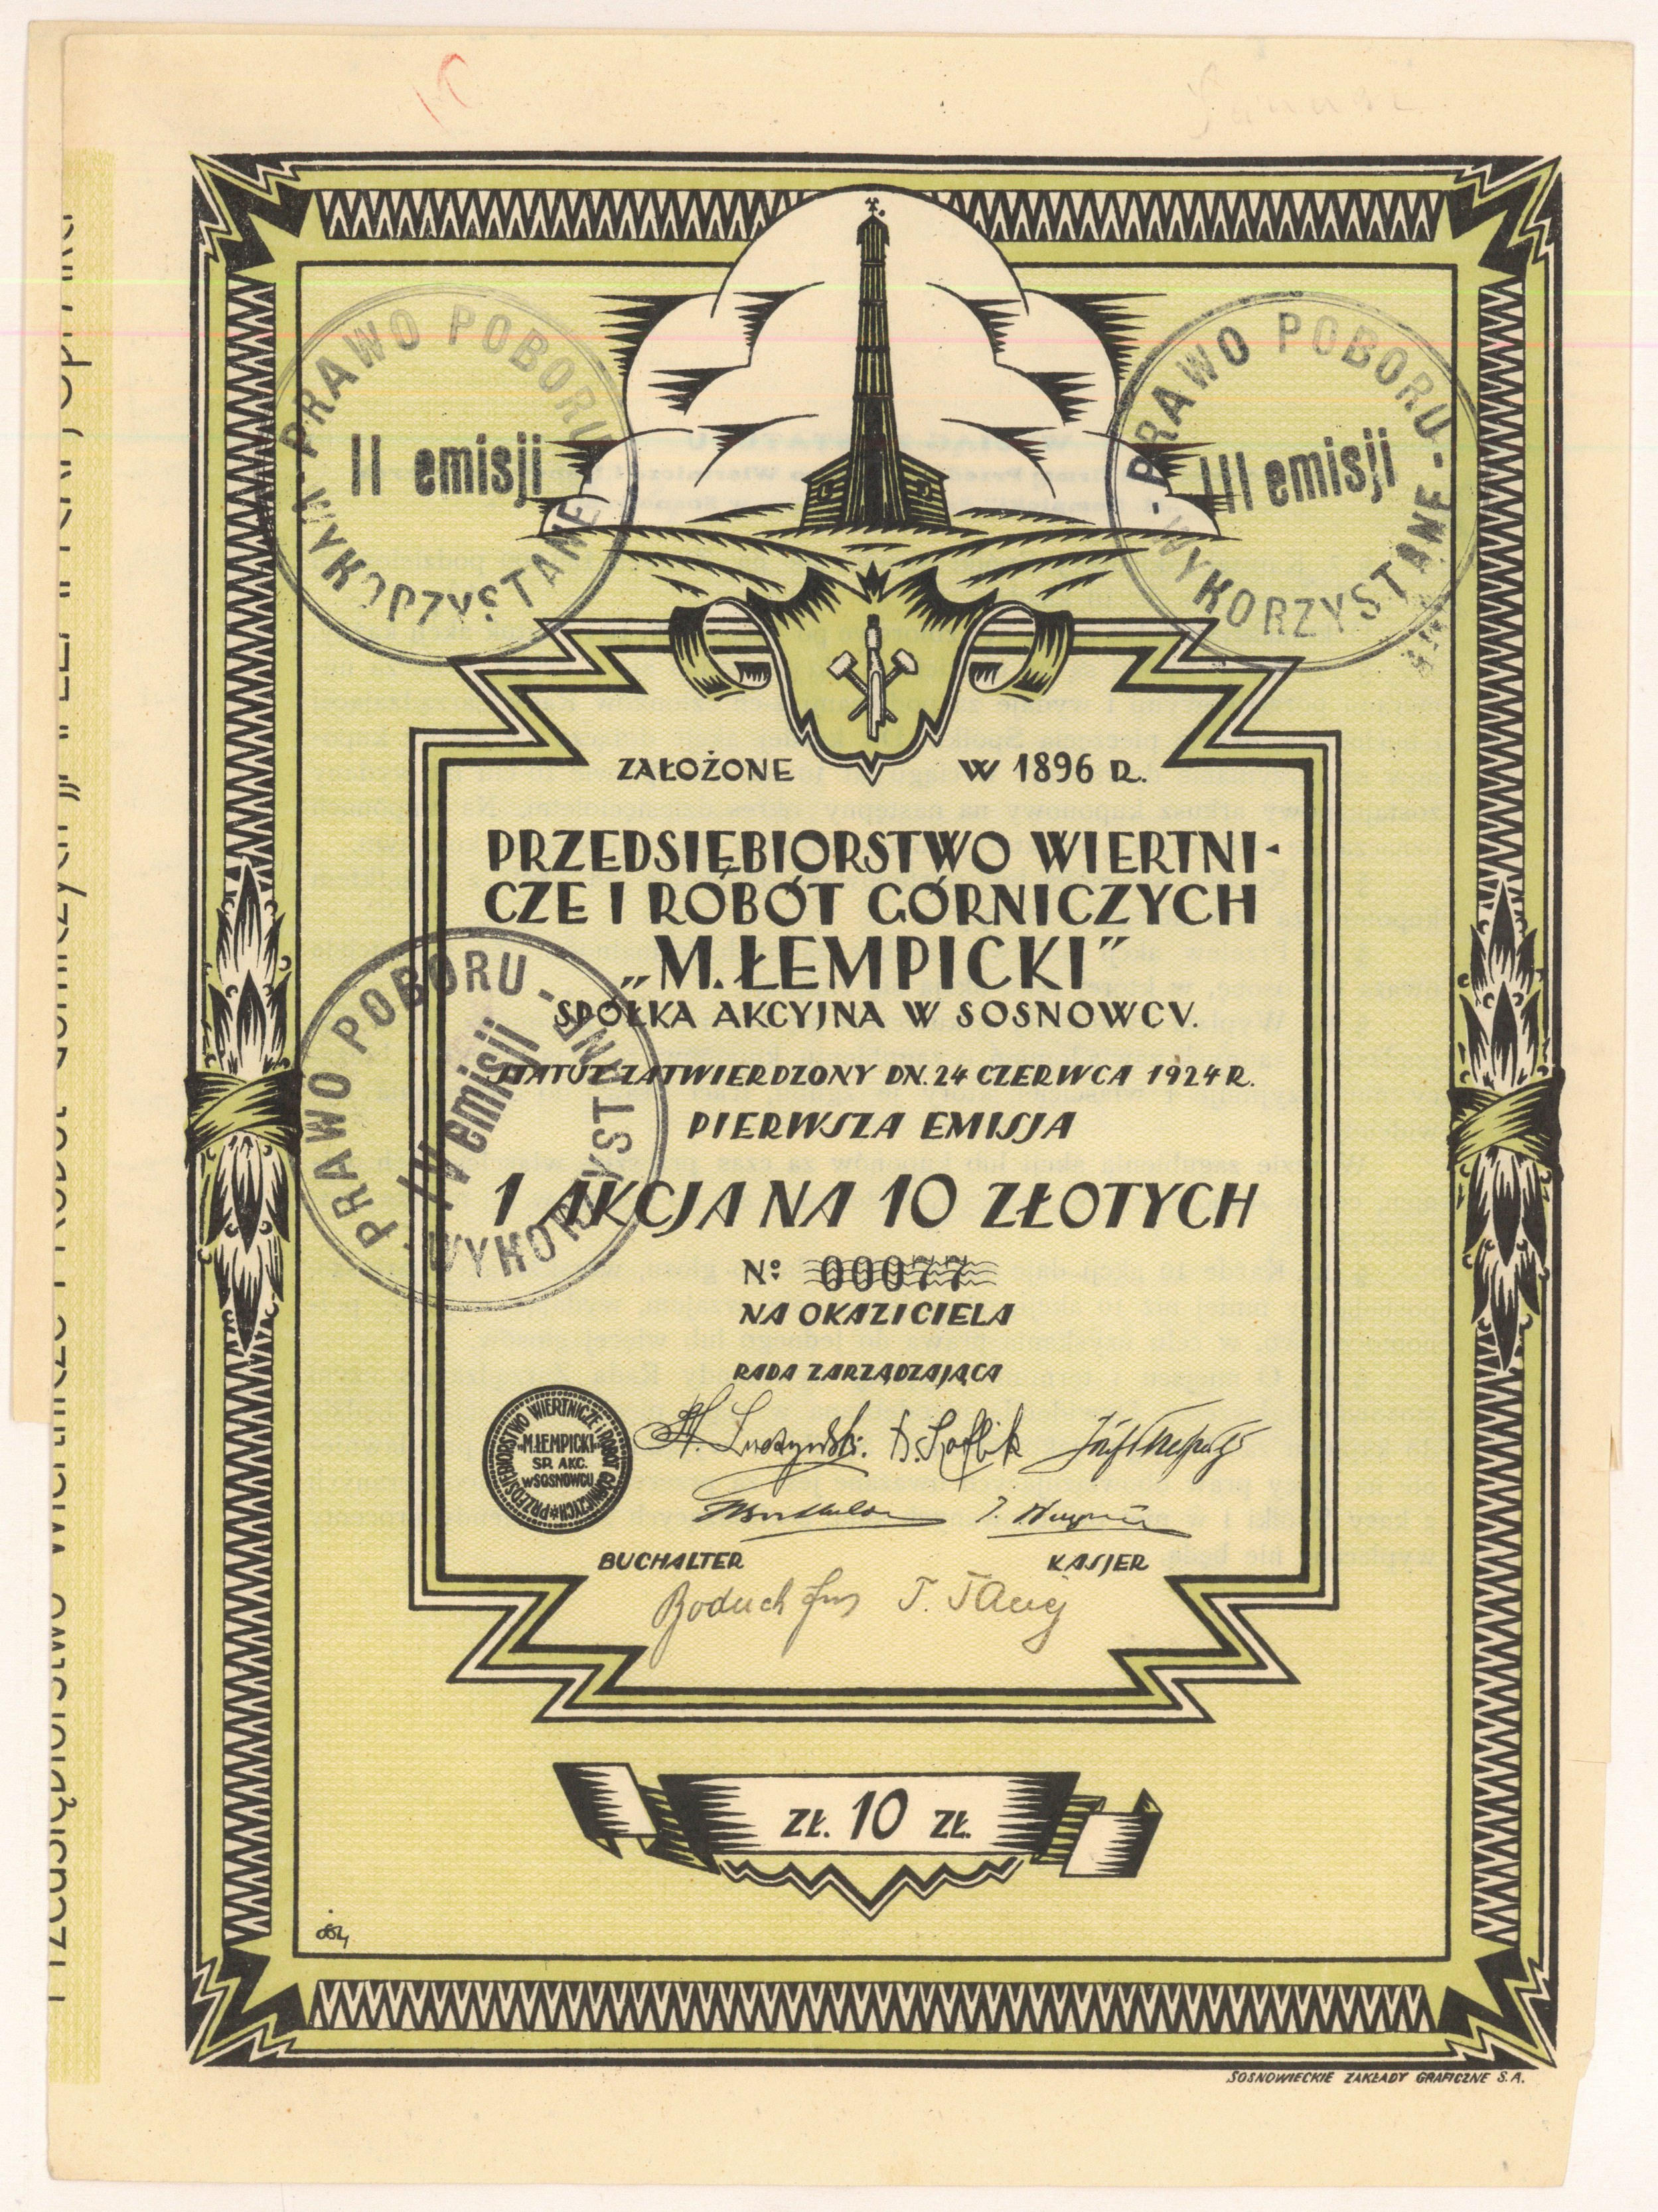 PRAWO POBORU
II emisji
WYKORZYSTANE
PRAWO POBORU
III emisji
WYKORZYSTANE
ZAŁOŻONE W 1896 R.
PRZEDSIĘBIORSTWO WIERTNI-
CZE I ROBÓT GÓRNICZYCH
„M. ŁEMPICKI”
SPÓŁKA AKCYJNA W SOSNOWCV.
STATUT ZATWIERDZONY DN. 24 CZERWCA 1924 R.
PIERWSZA EMISJA
1 AKCJA NA 10 ZŁOTYCH
Nº 00077
NA OKAZICIELA
PRAWO POBORU
IV emisji
WYKORZYSTANE
RADA ZARZĄDZAJĄCA
PRZEDSIĘBIORSTWO WIERTNICZE I ROBÓT GÓRNICZYCH
„M. ŁEMPICKI”
SP. AKC.
W SOSNOWCU
BUCHALTER KASJER
ZŁ. 10 ZŁ.
SOSNOWIECKIE ZAKŁADY GRAFICZNE S.A.